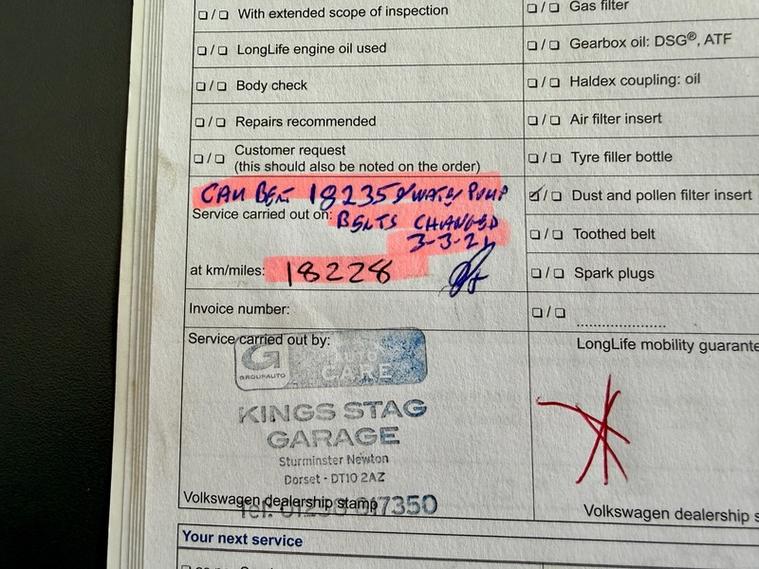 With extended scope of inspection
LongLife engine oil used
Body check
Repairs recommended
Customer request
(this should also be noted on the order)
CAM BELT 18235 & WATER PUMP
Service carried out on: BELTS CHANGED
3-3-21
at km/miles: 18228
Invoice number:
Service carried out by:
G AUTO
CARE
GROUPAUTO
KINGS STAG
GARAGE
Sturminster Newton
Dorset - DT10 2AZ
Volkswagen dealership stamp
Your next service
Gas filter
Gearbox oil: DSG®, ATF
Haldex coupling: oil
Air filter insert
Tyre filler bottle
Dust and pollen filter insert
Toothed belt
Spark plugs
LongLife mobility guarante
Volkswagen dealership s